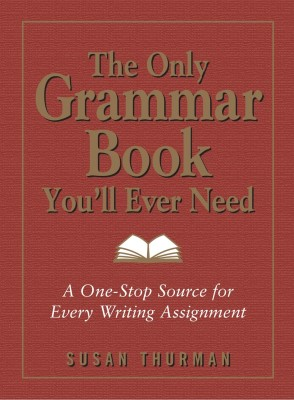 The Only
Grammar
Book
You'll Ever Need
A One-Stop Source for
Every Writing Assignment
SUSAN THURMAN